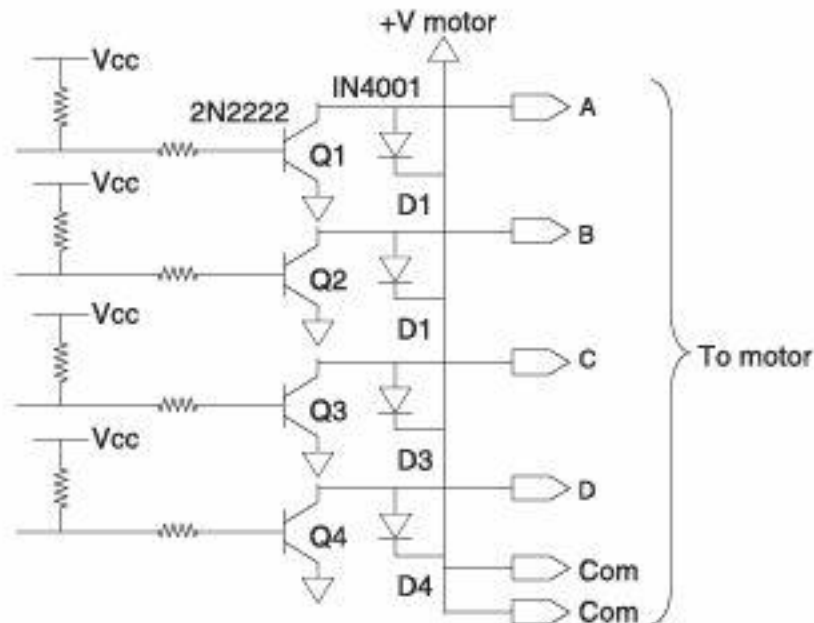 +V motor
Vcc
IN4001
A
2N2222
Q1
Vcc
D1
B
Q2
Vcc
D1
C
To motor
Q3
Vcc
D3
D
Q4
D4
Com
Com